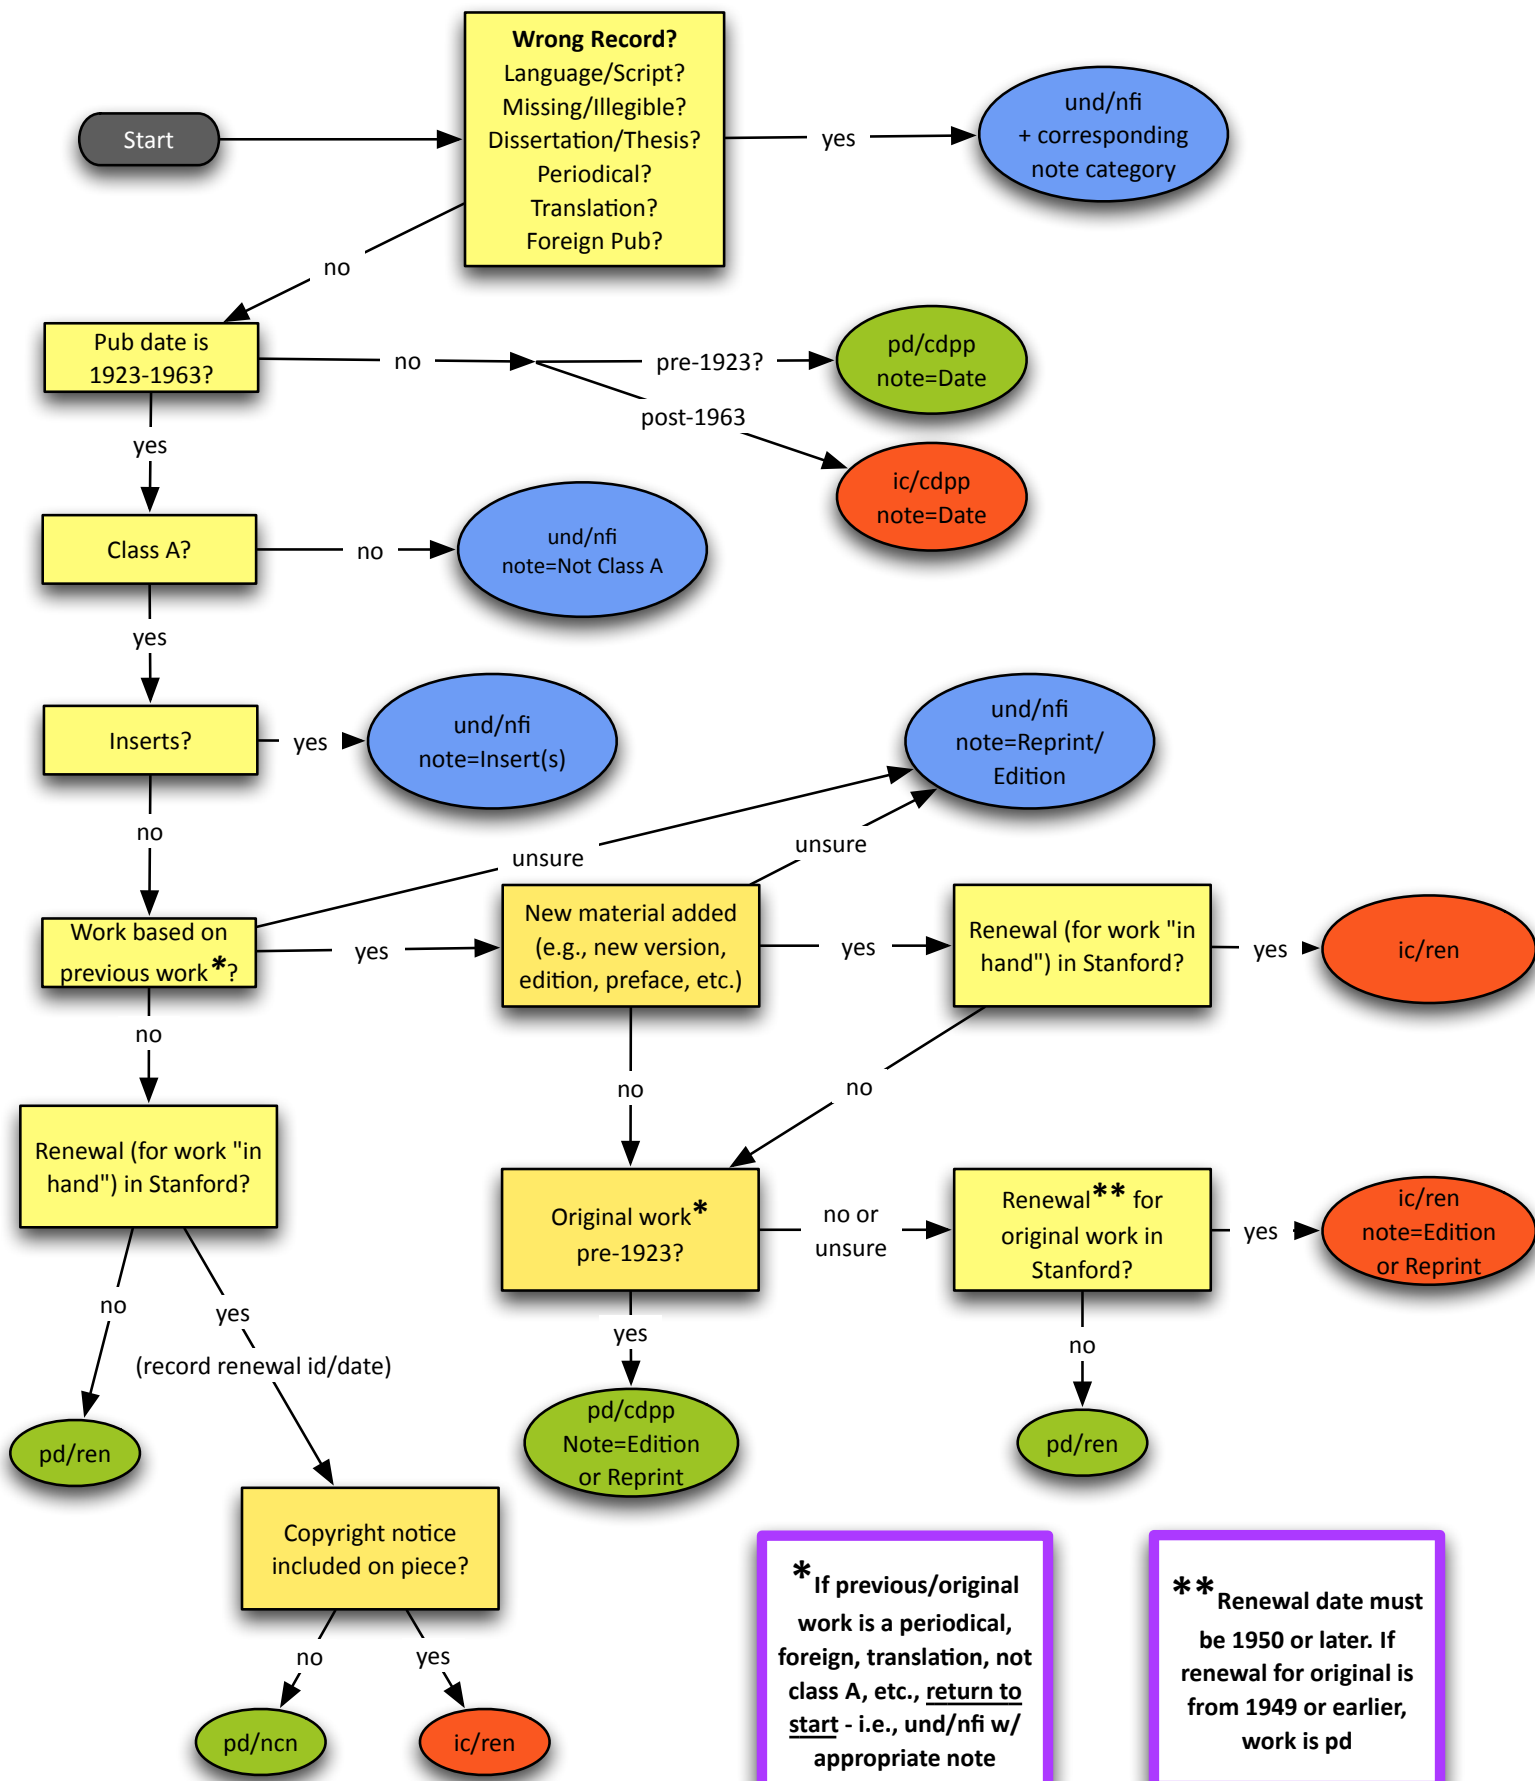 Start
Wrong Record?
Language/Script?
Missing/Illegible?
Dissertation/Thesis?
Periodical?
Translation?
Foreign Pub?
yes
und/nfi
+ corresponding
note category
no
Pub date is
1923-1963?
no
pre-1923?
pd/cdpp
note=Date
post-1963
ic/cdpp
note=Date
yes
Class A?
no
und/nfi
note=Not Class A
yes
Inserts?
yes
und/nfi
note=Insert(s)
und/nfi
note=Reprint/
Edition
no
unsure
unsure
Work based on
previous work*?
yes
New material added
(e.g., new version,
edition, preface, etc.)
yes
Renewal (for work "in
hand") in Stanford?
yes
ic/ren
no
no
no
Renewal (for work "in
hand") in Stanford?
Original work*
pre-1923?
no or
unsure
Renewal** for
original work in
Stanford?
yes
ic/ren
note=Edition
or Reprint
no
yes
(record renewal id/date)
yes
no
pd/ren
pd/cdpp
Note=Edition
or Reprint
pd/ren
Copyright notice
included on piece?
no
yes
pd/ncn
ic/ren
*If previous/original
work is a periodical,
foreign, translation, not
class A, etc., return to
start - i.e., und/nfi w/
appropriate note
**Renewal date must
be 1950 or later. If
renewal for original is
from 1949 or earlier,
work is pd